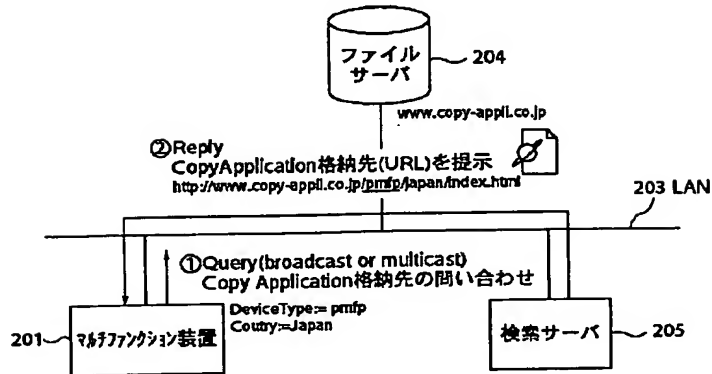 ファイル
サーバ
204
www.copy-appli.co.jp
②Reply
CopyApplication格納先(URL)を提示
http://www.copy-appli.co.jp/pmfp/japan/index.html
203 LAN
①Query(broadcast or multicast)
Copy Application格納先の問い合わせ
DeviceType:= pmfp
Coutry:=Japan
201
マルチファンクション装置
検索サーバ
205